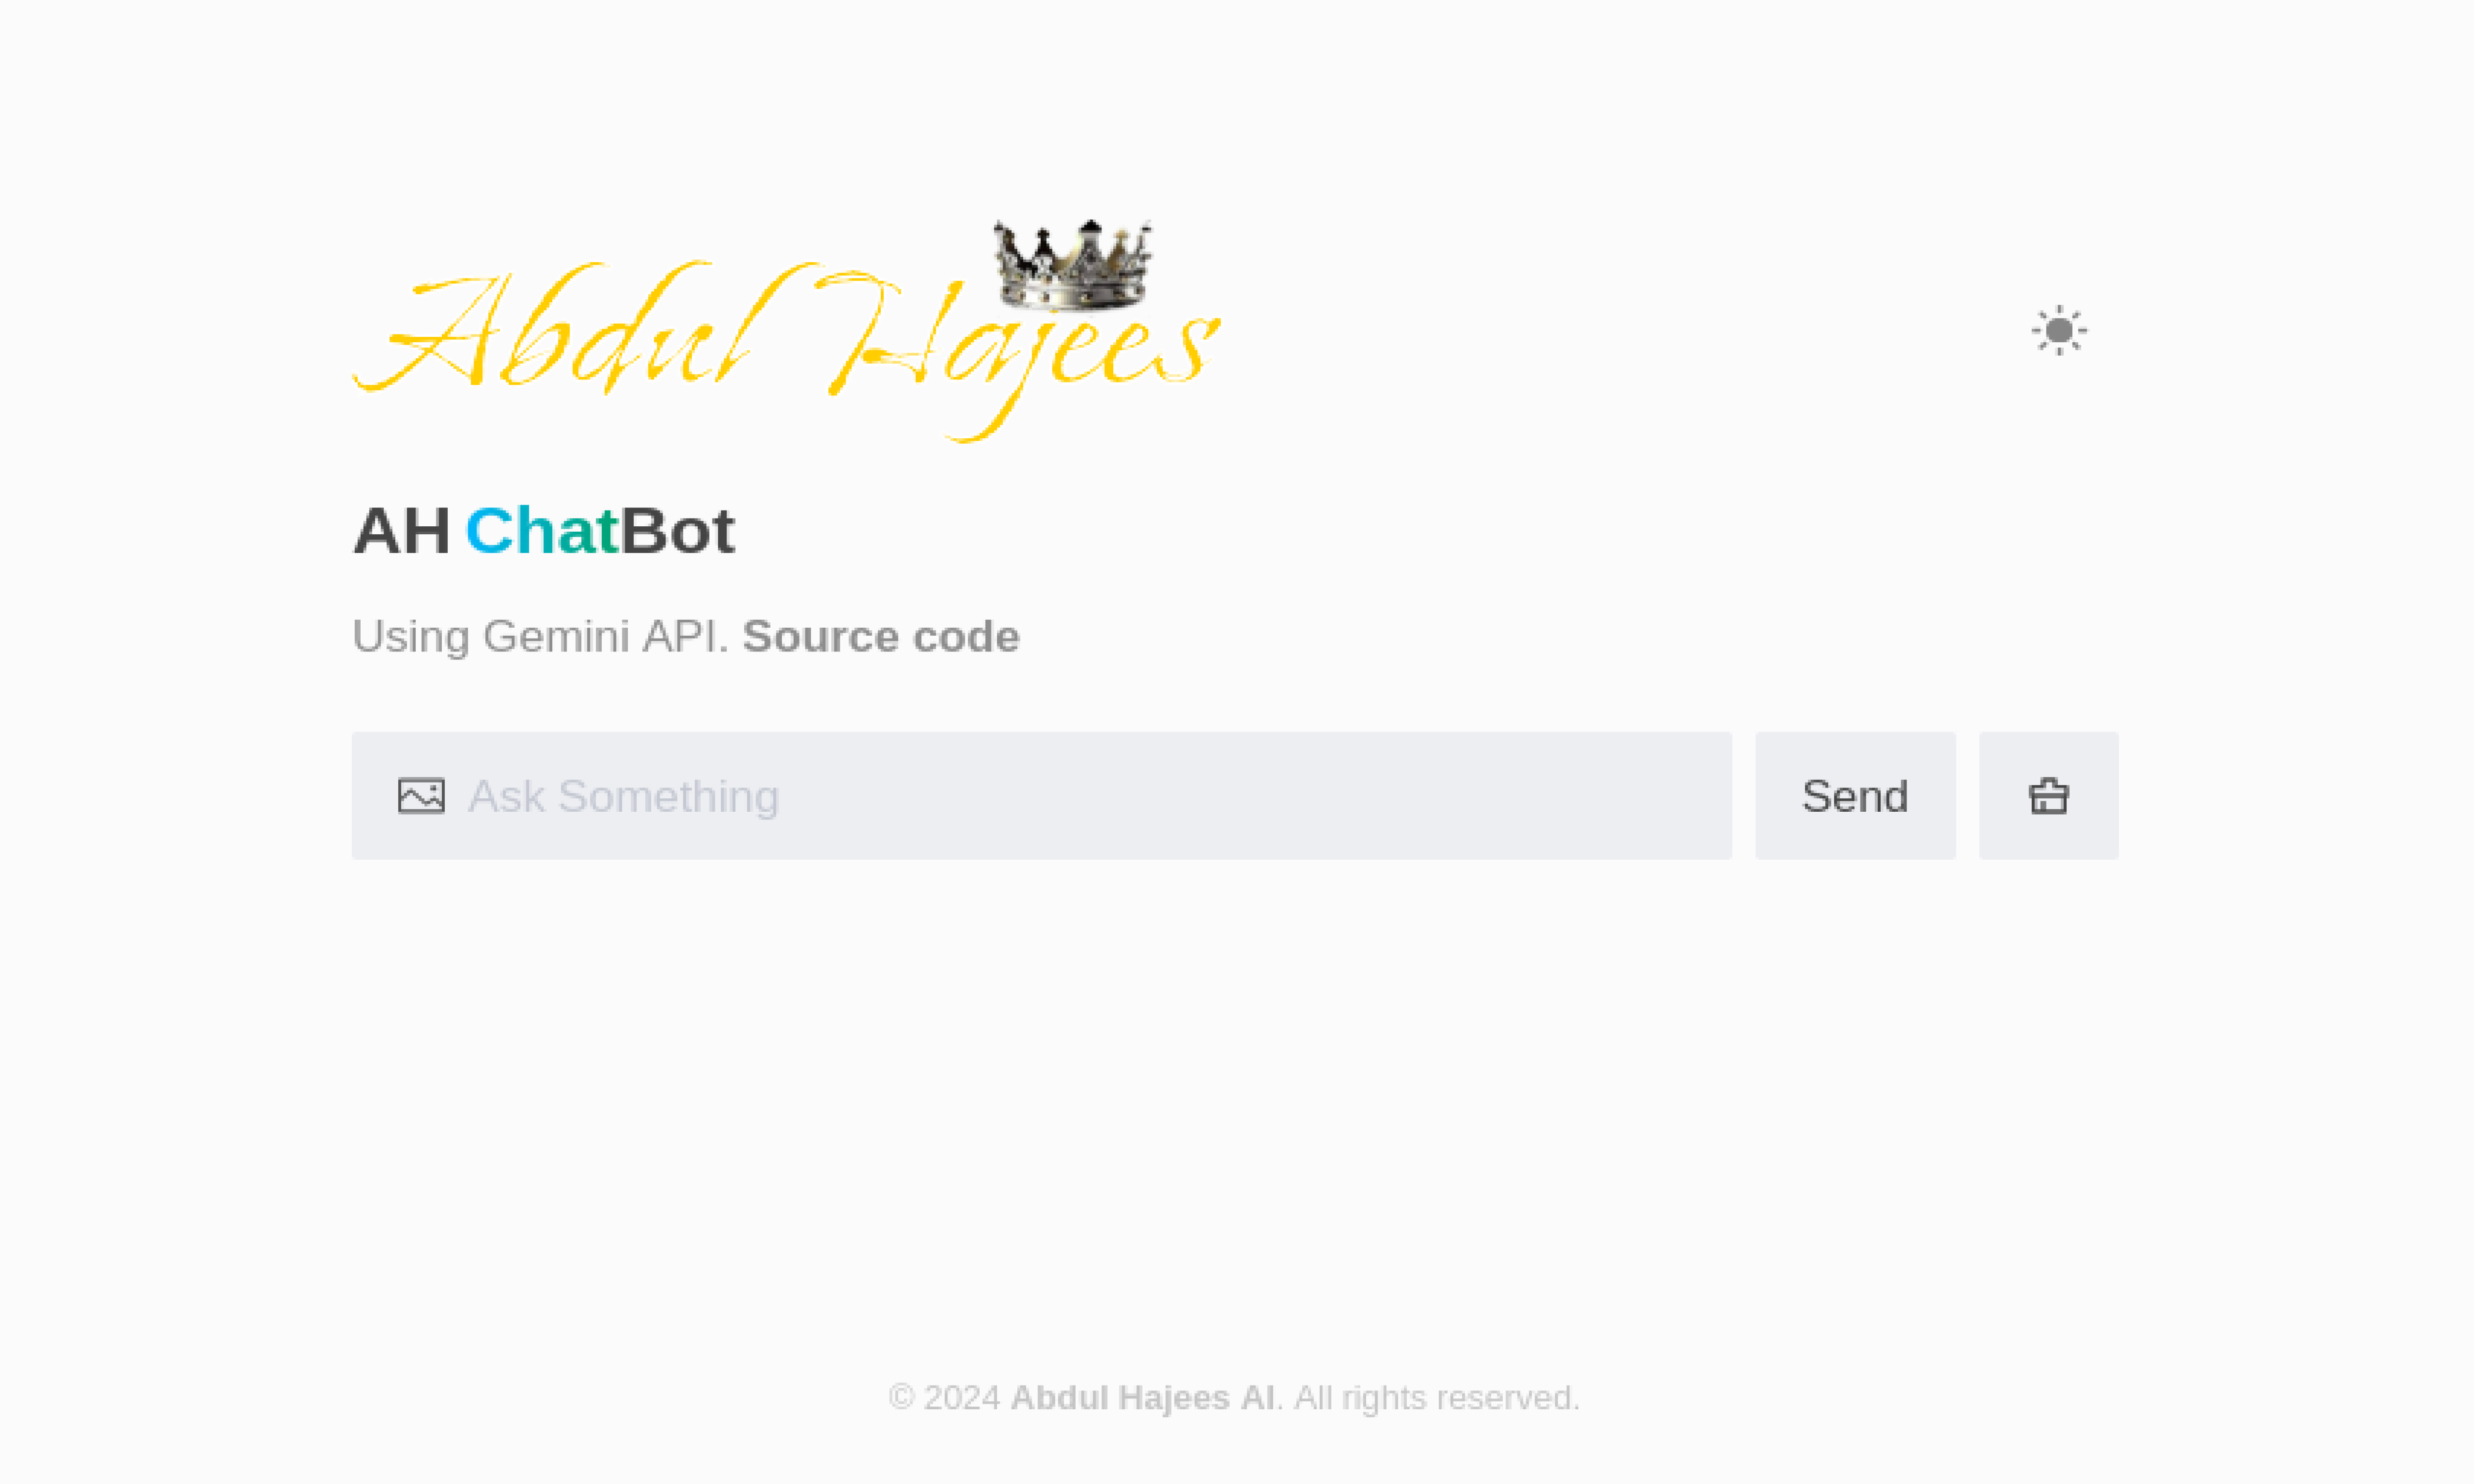 Abdul Hajees
AH ChatBot
Using Gemini API. Source code
Ask Something
Send
© 2024 Abdul Hajees AI. All rights reserved.